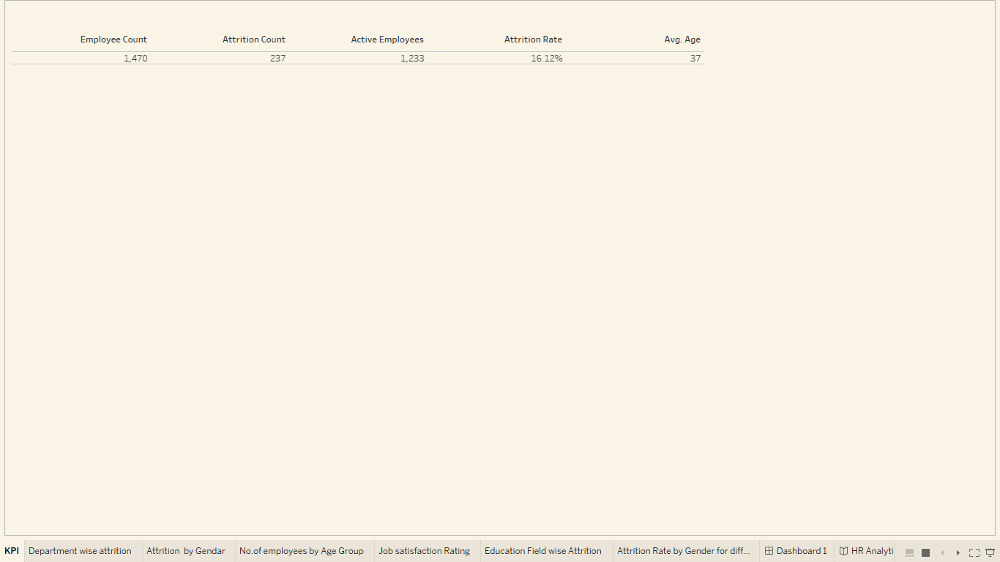 Employee Count Attrition Count Active Employees Attrition Rate Avg. Age
1,470 237 1,233 16.12% 37
KPI Department wise attrition Attrition  by Gendar No.of employees by Age Group Job satisfaction Rating Education Field wise Attrition Attrition Rate by Gender for diff... Dashboard 1 HR Analyti